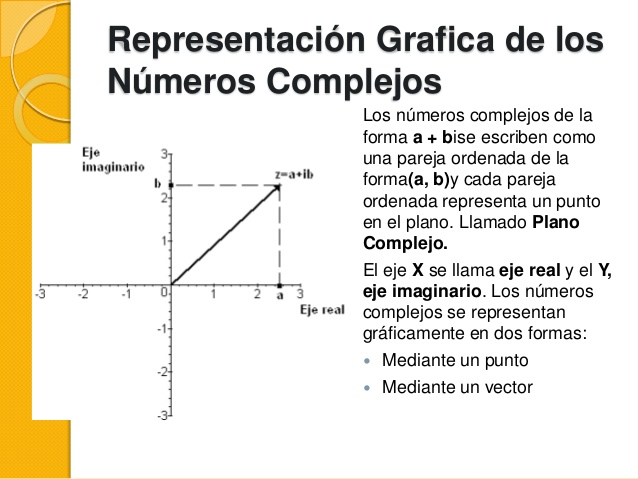 Representación Grafica de los
Números Complejos
Los números complejos de la
forma a + bise escriben como
una pareja ordenada de la
forma(a, b)y cada pareja
ordenada representa un punto
en el plano. Llamado Plano
Complejo.
El eje X se llama eje real y el Y,
eje imaginario. Los números
complejos se representan
gráficamente en dos formas:
Mediante un punto
Mediante un vector
Eje
imaginario
3
z=a+ib
b
2
1
-3 -2 -1 0 1 2 a 3
Eje real
-1
-2
-3